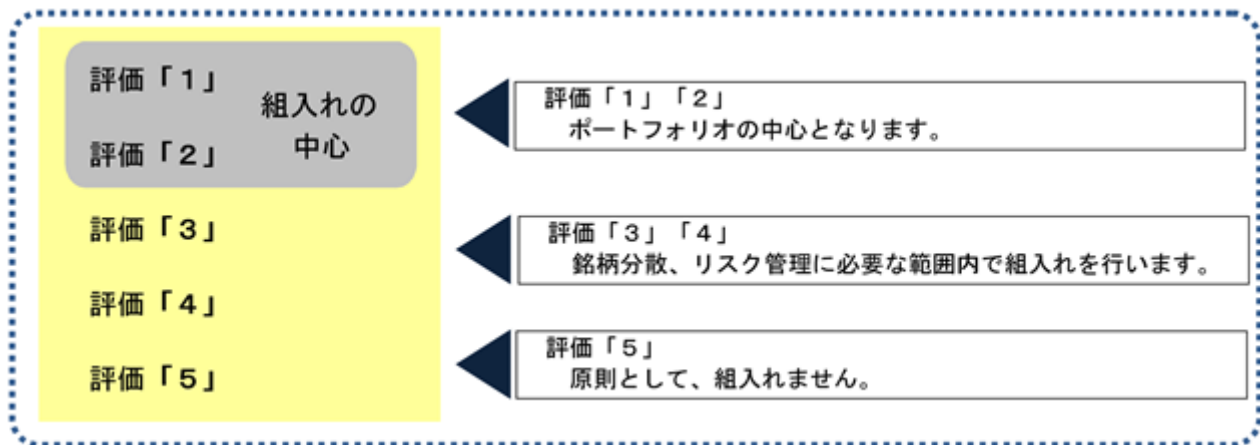 評価「１」
組入れの
中心
評価「２」
評価「３」
評価「４」
評価「５」
評価「１」「２」
ポートフォリオの中心となります。
評価「３」「４」
銘柄分散、リスク管理に必要な範囲内で組入れを行います。
評価「５」
原則として、組入れません。